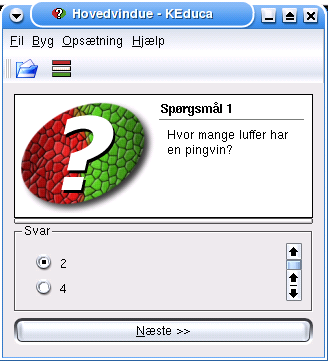 Hovedvindue - KEduca
Fil Byg Opsætning Hjælp
Spørgsmål 1
Hvor mange luffer har
en pingvin?
Svar
2
4
Næste >>